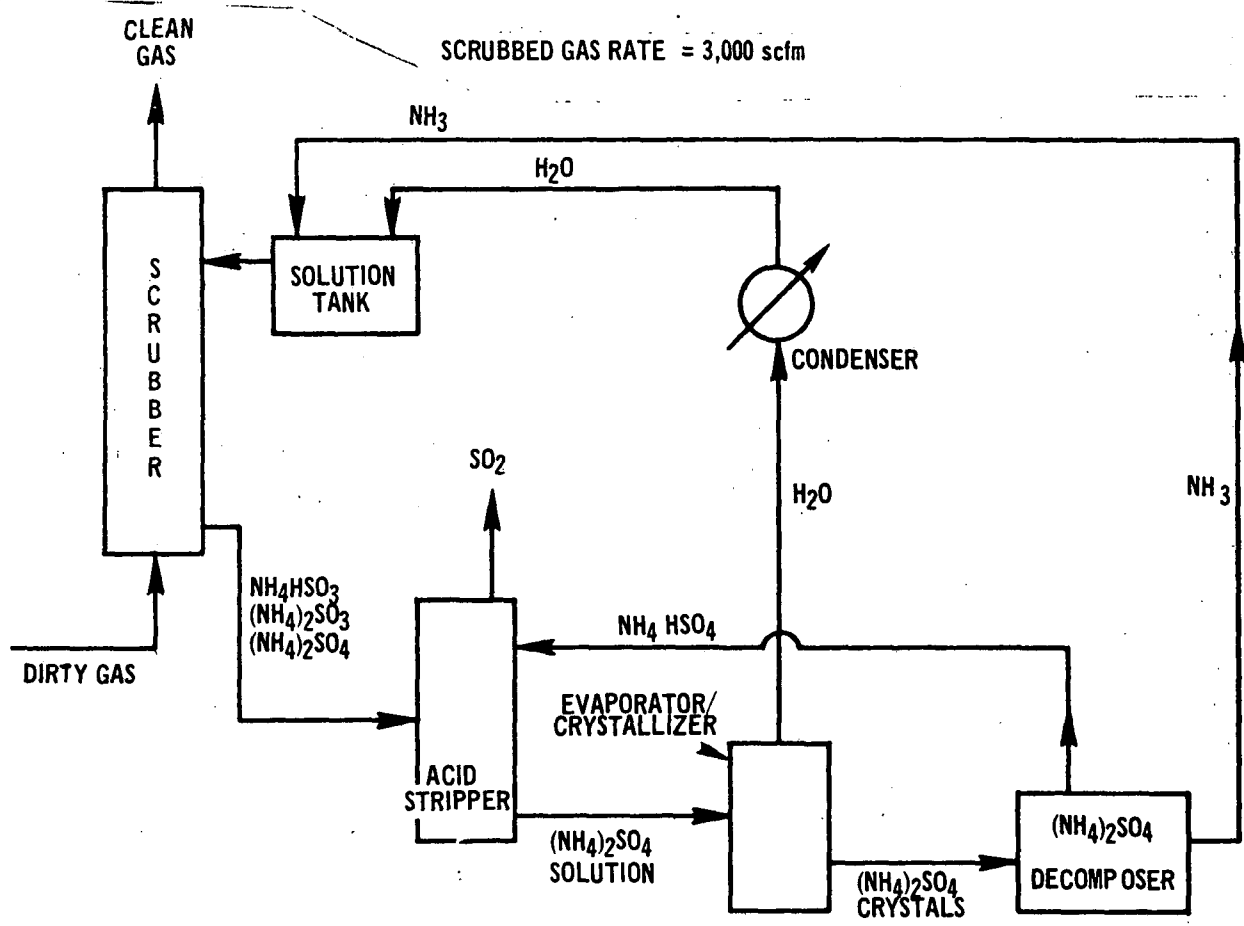 CLEAN
GAS
SCRUBBED GAS RATE = 3,000 scfm
NH3
H2O
SCRUBBER
SOLUTION
TANK
CONDENSER
SO2
H2O
NH3
NH4HSO3
(NH4)2SO3
(NH4)2SO4
NH4 HSO4
DIRTY GAS
EVAPORATOR/
CRYSTALLIZER
ACID
STRIPPER
(NH4)2SO4
SOLUTION
(NH4)2SO4
DECOMPOSER
(NH4)2SO4
CRYSTALS